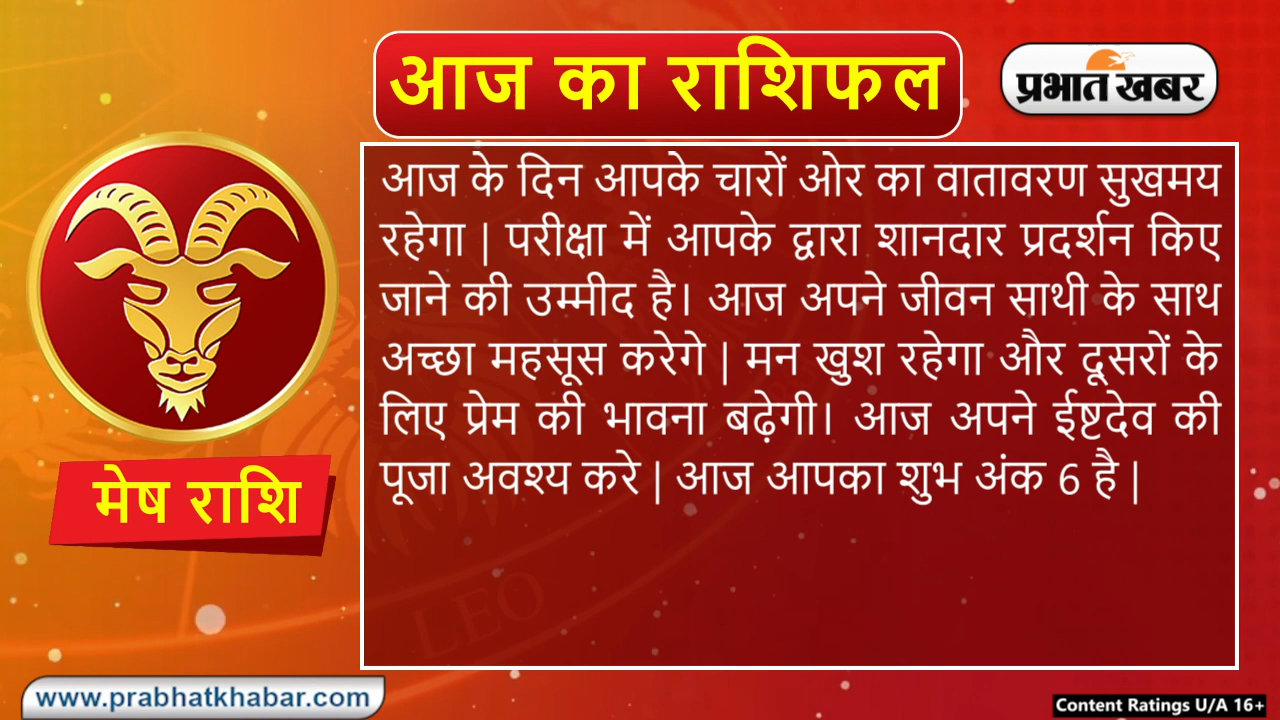 आज का राशिफल
प्रभात खबर
आज के दिन आपके चारों ओर का वातावरण सुखमय
रहेगा | परीक्षा में आपके द्वारा शानदार प्रदर्शन किए
जाने की उम्मीद है। आज अपने जीवन साथी के साथ
अच्छा महसूस करेगे | मन खुश रहेगा और दूसरों के
लिए प्रेम की भावना बढ़ेगी। आज अपने ईष्टदेव की
पूजा अवश्य करे | आज आपका शुभ अंक 6 है |
मेष राशि
LEO
www.prabhatkhabar.com
Content Ratings U/A 16+